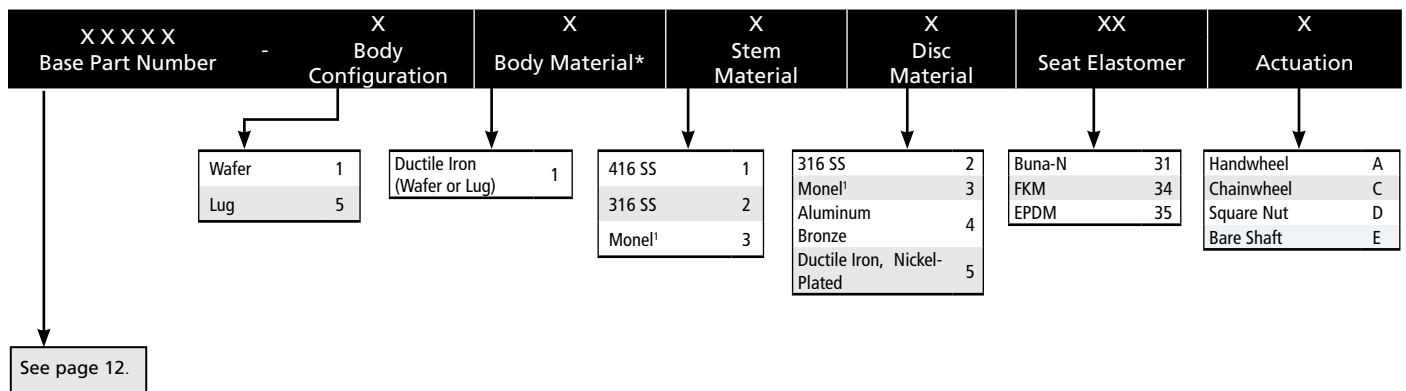 X X X X X
Base Part Number
-
X
Body
Configuration
X
Body Material*
X
Stem
Material
X
Disc
Material
XX
Seat Elastomer
X
Actuation
Wafer 1
Lug 5
Ductile Iron
(Wafer or Lug) 1
416 SS 1
316 SS 2
Monel¹ 3
316 SS 2
Monel¹ 3
Aluminum
Bronze 4
Ductile Iron, Nickel-
Plated 5
Buna-N 31
FKM 34
EPDM 35
Handwheel A
Chainwheel C
Square Nut D
Bare Shaft E
See page 12.